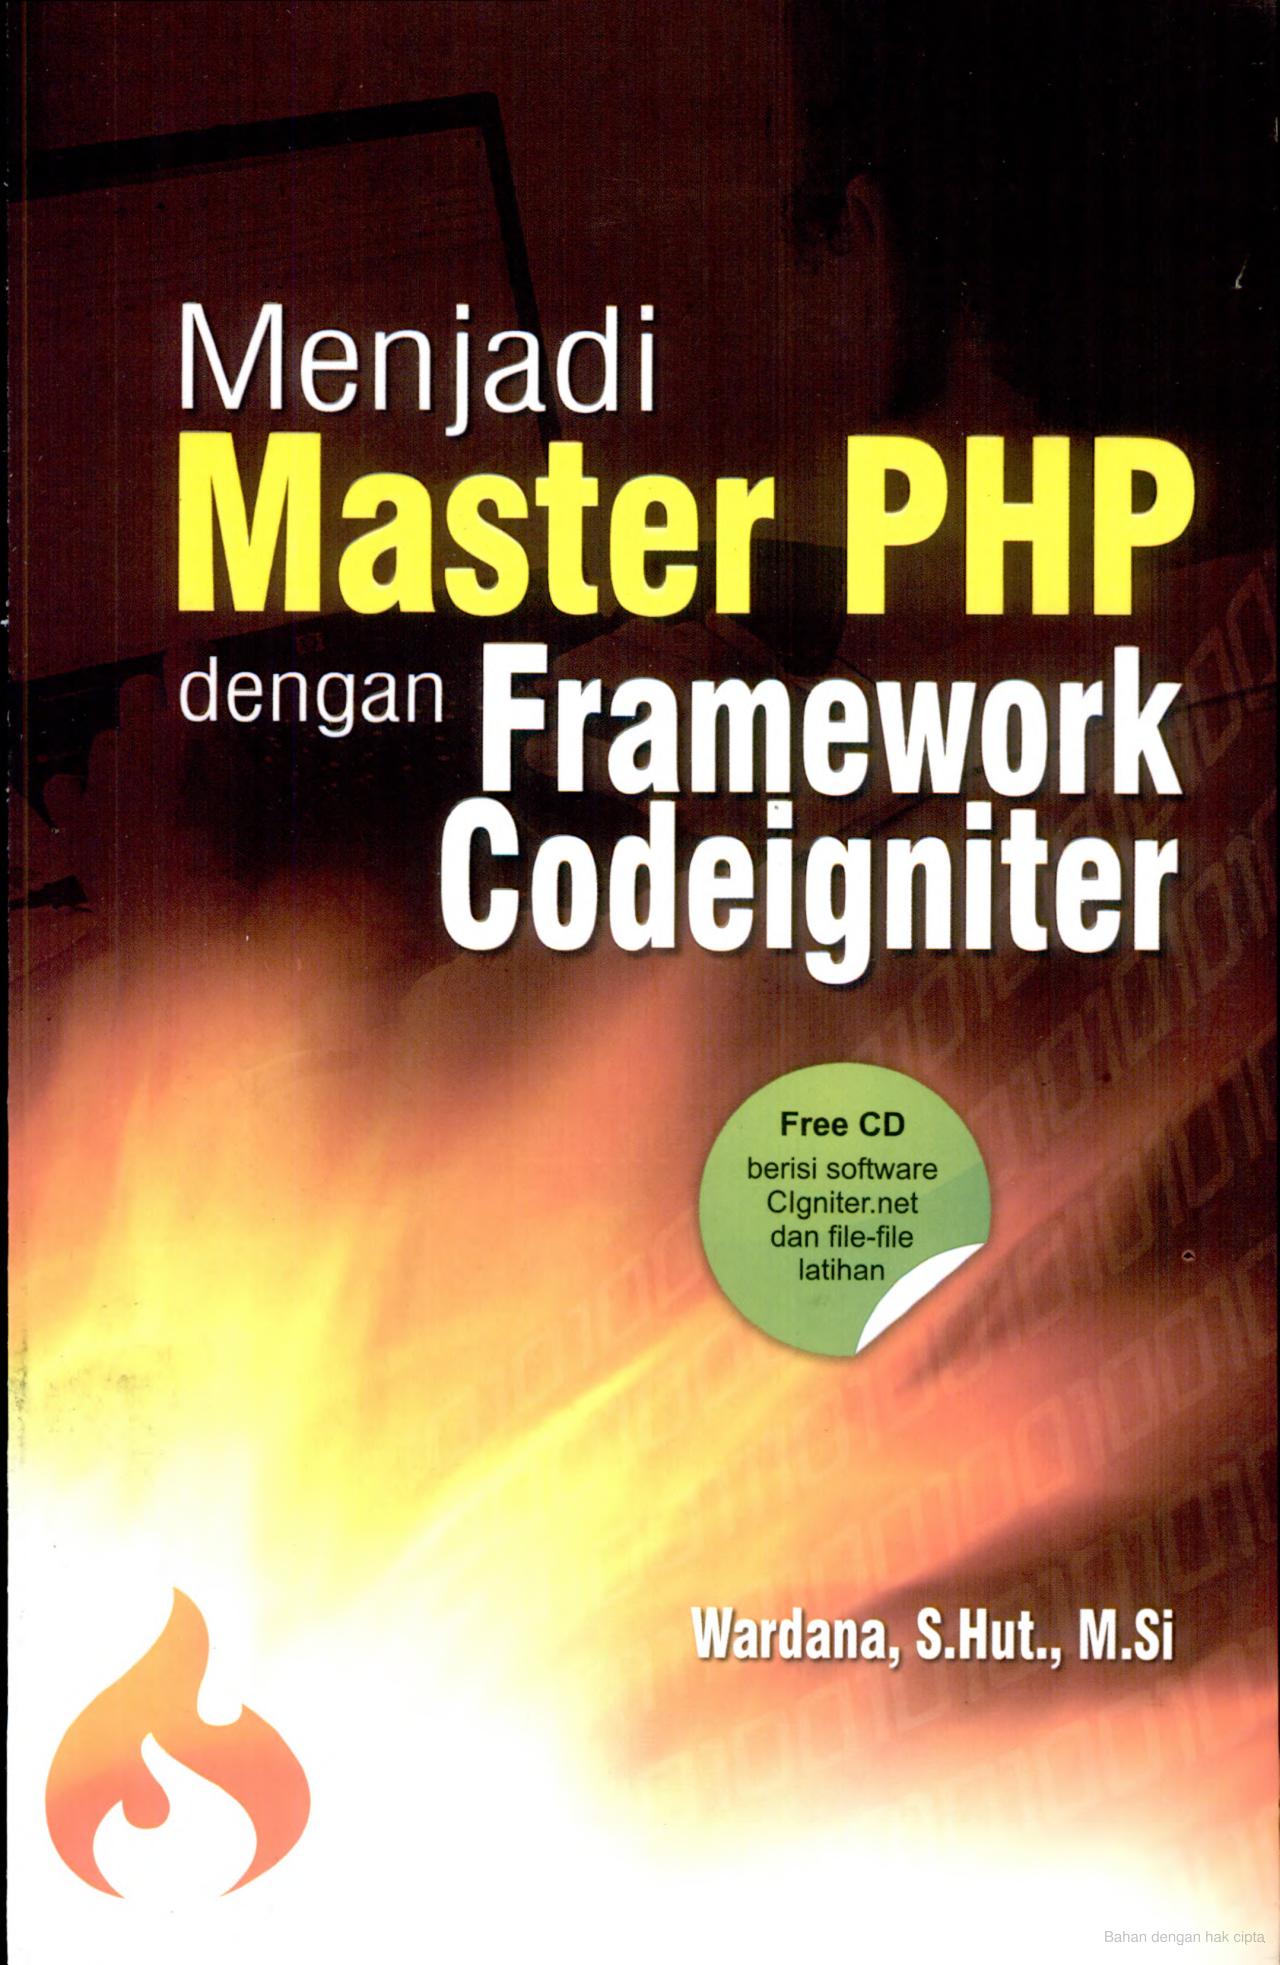 Menjadi
Master PHP
dengan Framework
Codeigniter
Free CD
berisi software
CIgniter.net
dan file-file
latihan
Wardana, S.Hut., M.Si
Bahan dengan hak cipta